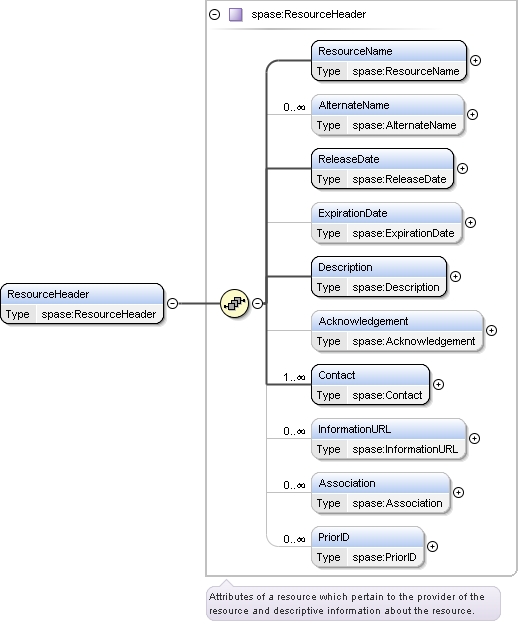 spase:ResourceHeader
ResourceName
Type spase:ResourceName
0..∞
AlternateName
Type spase:AlternateName
ReleaseDate
Type spase:ReleaseDate
ExpirationDate
Type spase:ExpirationDate
ResourceHeader
Type spase:ResourceHeader
Description
Type spase:Description
Acknowledgement
Type spase:Acknowledgement
1..∞
Contact
Type spase:Contact
0..∞
InformationURL
Type spase:InformationURL
0..∞
Association
Type spase:Association
0..∞
PriorID
Type spase:PriorID
Attributes of a resource which pertain to the provider of the
resource and descriptive information about the resource.